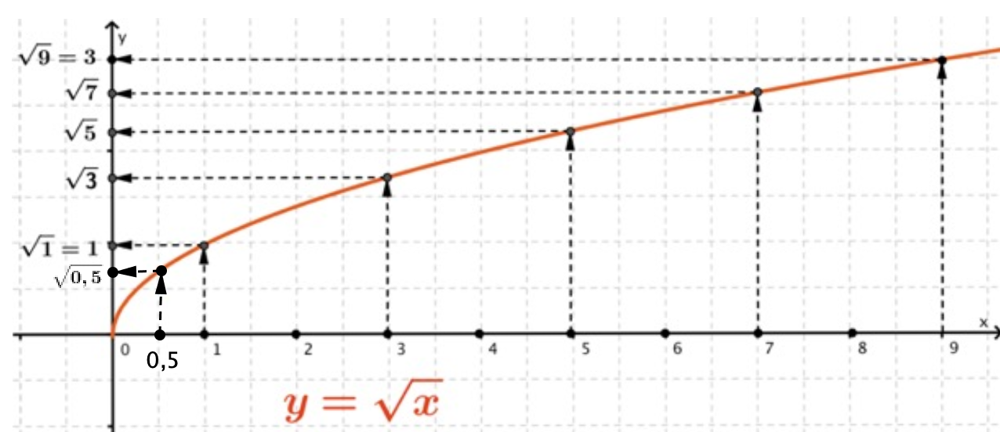 y
√9 = 3
√7
√5
√3
√1 = 1
√0,5
x
0 1 2 3 4 5 6 7 8 9
0,5
y = √x